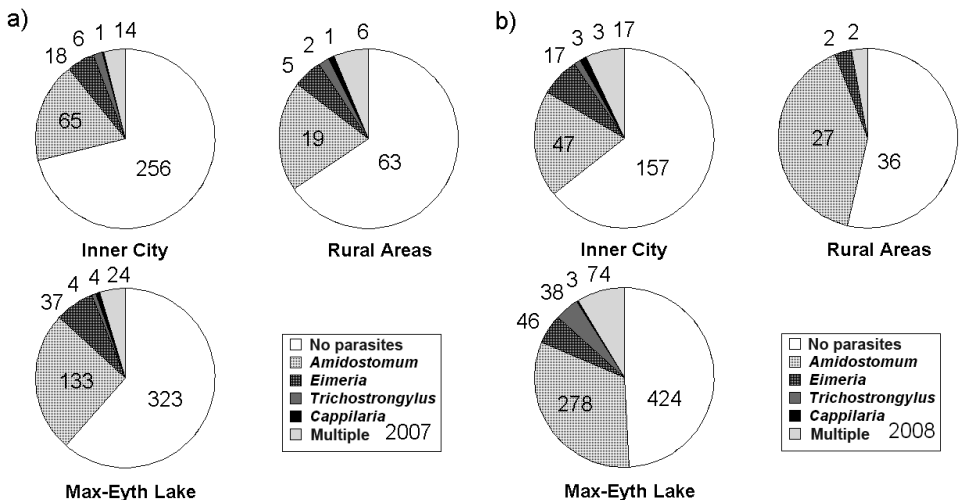 a)
6 1 14
18
65
256
Inner City
2 1 6
5
19
63
Rural Areas
4 4 24
37
133
323
Max-Eyth Lake
No parasites
Amidostomum
Eimeria
Trichostrongylus
Cappilaria
Multiple 2007
b)
3 3 17
17
47
157
Inner City
2 2
27
36
Rural Areas
3 74
38
46
278
424
Max-Eyth Lake
No parasites
Amidostomum
Eimeria
Trichostrongylus
Cappilaria
Multiple 2008